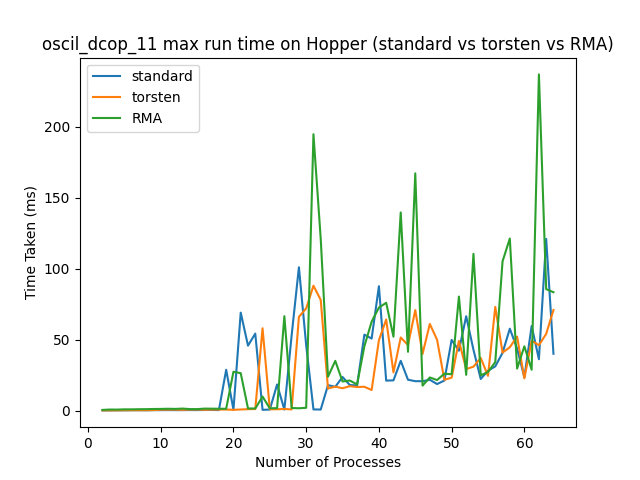 oscil_dcop_11 max run time on Hopper (standard vs torsten vs RMA)
standard
torsten
RMA
Time Taken (ms)
200
150
100
50
0
0 10 20 30 40 50 60
Number of Processes